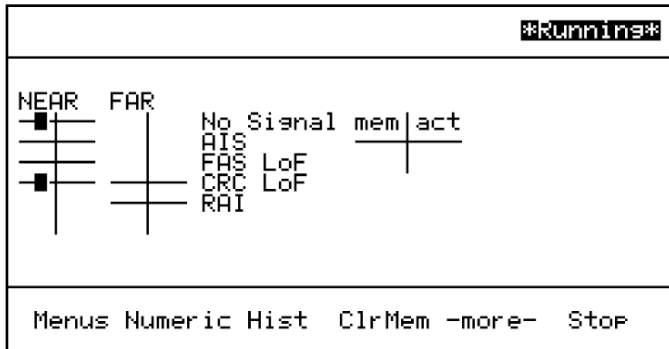 *Running*
NEAR FAR
No Signal mem act
AIS
FAS LoF
CRC LoF
RAI
Menus Numeric Hist ClrMem -more- Stop